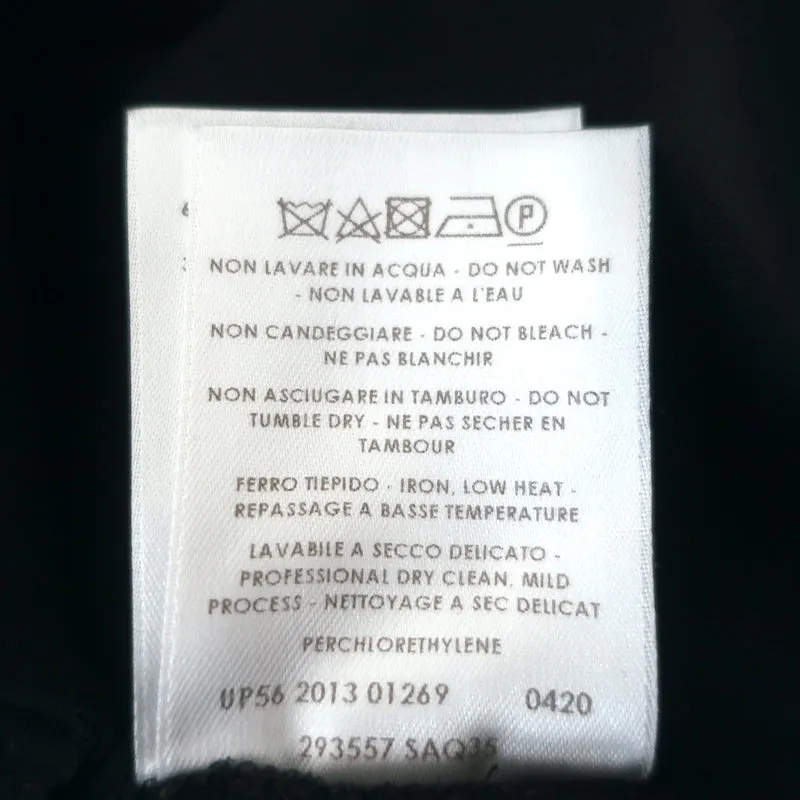 P
NON LAVARE IN ACQUA - DO NOT WASH
- NON LAVABLE A L'EAU
NON CANDEGGIARE - DO NOT BLEACH -
NE PAS BLANCHIR
NON ASCIUGARE IN TAMBURO - DO NOT
TUMBLE DRY - NE PAS SECHER EN
TAMBOUR
FERRO TIEPIDO - IRON, LOW HEAT -
REPASSAGE A BASSE TEMPERATURE
LAVABILE A SECCO DELICATO -
PROFESSIONAL DRY CLEAN, MILD
PROCESS - NETTOYAGE A SEC DELICAT
PERCHLORETHYLENE
UP56 2013 01269 0420
293557 SAQ35